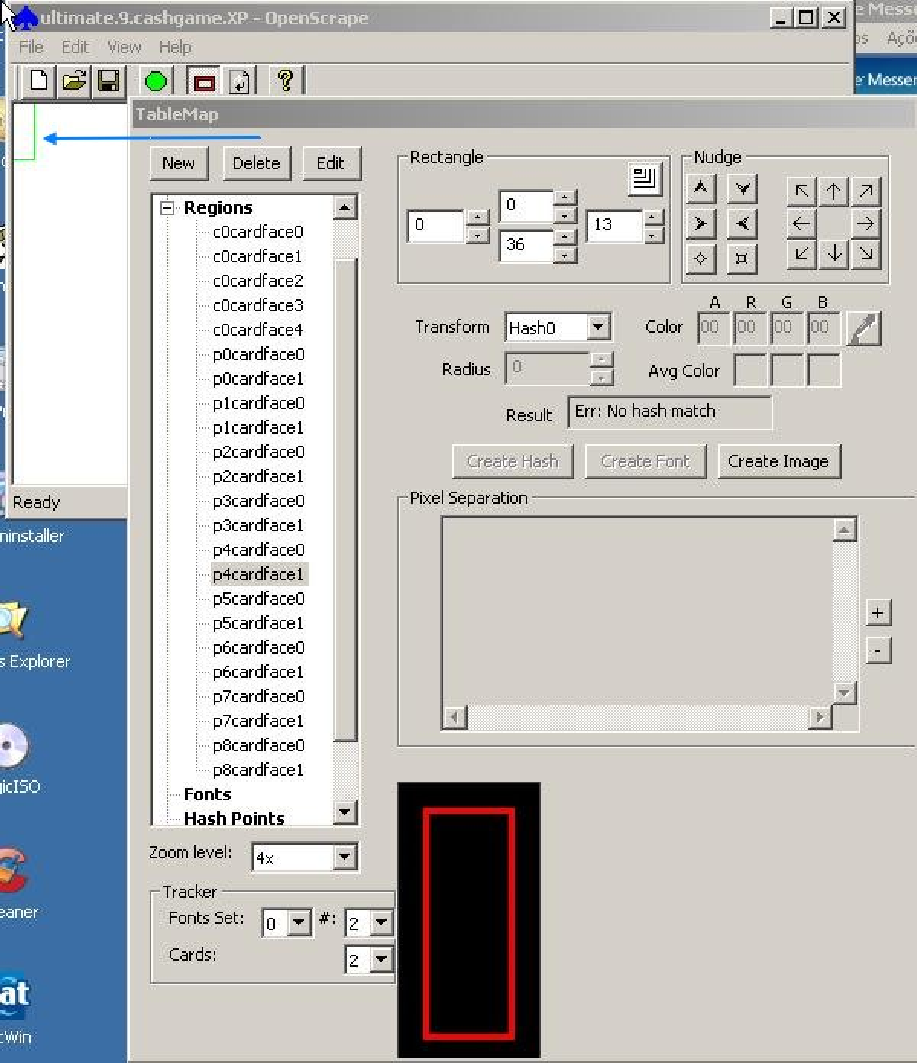 ultimate.9.cashgame.XP - OpenScrape
File Edit View Help
TableMap
New Delete Edit
Regions
c0cardface0
c0cardface1
c0cardface2
c0cardface3
c0cardface4
p0cardface0
p0cardface1
p1cardface0
p1cardface1
p2cardface0
p2cardface1
p3cardface0
p3cardface1
p4cardface0
p4cardface1
p5cardface0
p5cardface1
p6cardface0
p6cardface1
p7cardface0
p7cardface1
p8cardface0
p8cardface1
Fonts
Hash Points
Zoom level: 4x
Tracker
Fonts Set: 0 #: 2
Cards: 2
Rectangle
0
0
13
36
Nudge
Transform Hash0
Radius 0
A R G B
Color 00 00 00 00
Avg Color
Result Err: No hash match
Create Hash Create Font Create Image
Pixel Separation
+
-
Ready
ninstaller
s Explorer
gicISO
eaner
at
cWin
e Messe
os Açõe
er Messen